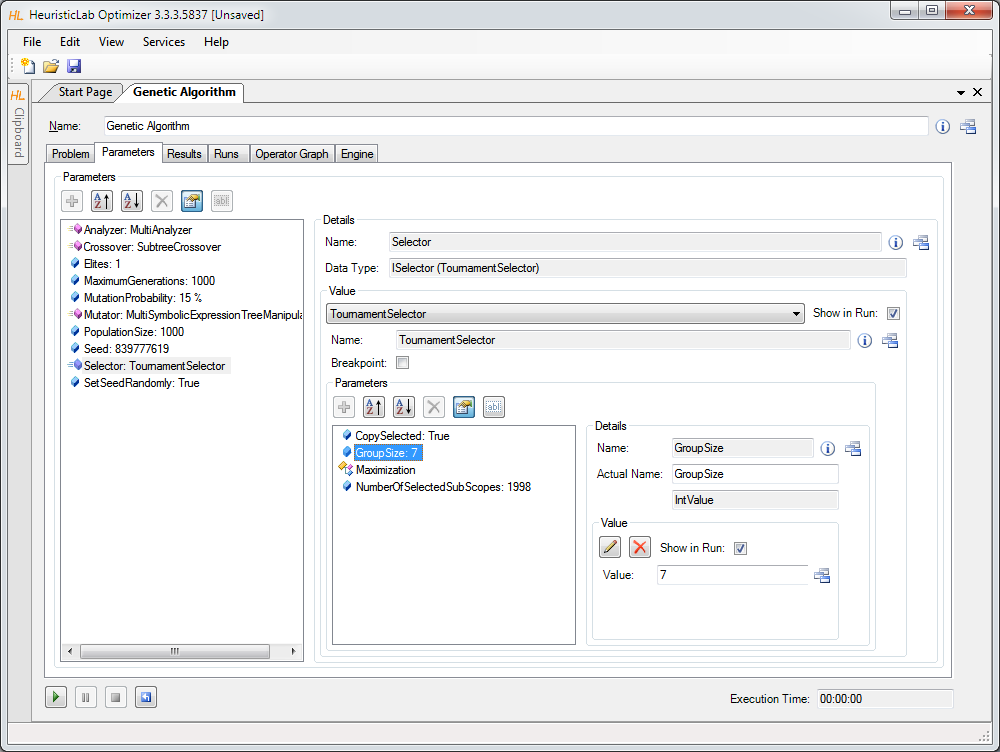 HL HeuristicLab Optimizer 3.3.3.5837 [Unsaved]
File Edit View Services Help
HL Clipboard
Start Page Genetic Algorithm
Name: Genetic Algorithm
Problem Parameters Results Runs Operator Graph Engine
Parameters
Analyzer: MultiAnalyzer
Crossover: SubtreeCrossover
Elites: 1
MaximumGenerations: 1000
MutationProbability: 15 %
Mutator: MultiSymbolicExpressionTreeManipula
PopulationSize: 1000
Seed: 839777619
Selector: TournamentSelector
SetSeedRandomly: True
Details
Name: Selector
Data Type: ISelector (TournamentSelector)
Value
TournamentSelector Show in Run:
Name: TournamentSelector
Breakpoint:
Parameters
CopySelected: True
GroupSize: 7
Maximization
NumberOfSelectedSubScopes: 1998
Details
Name: GroupSize
Actual Name: GroupSize
IntValue
Value
Show in Run:
Value: 7
Execution Time: 00:00:00